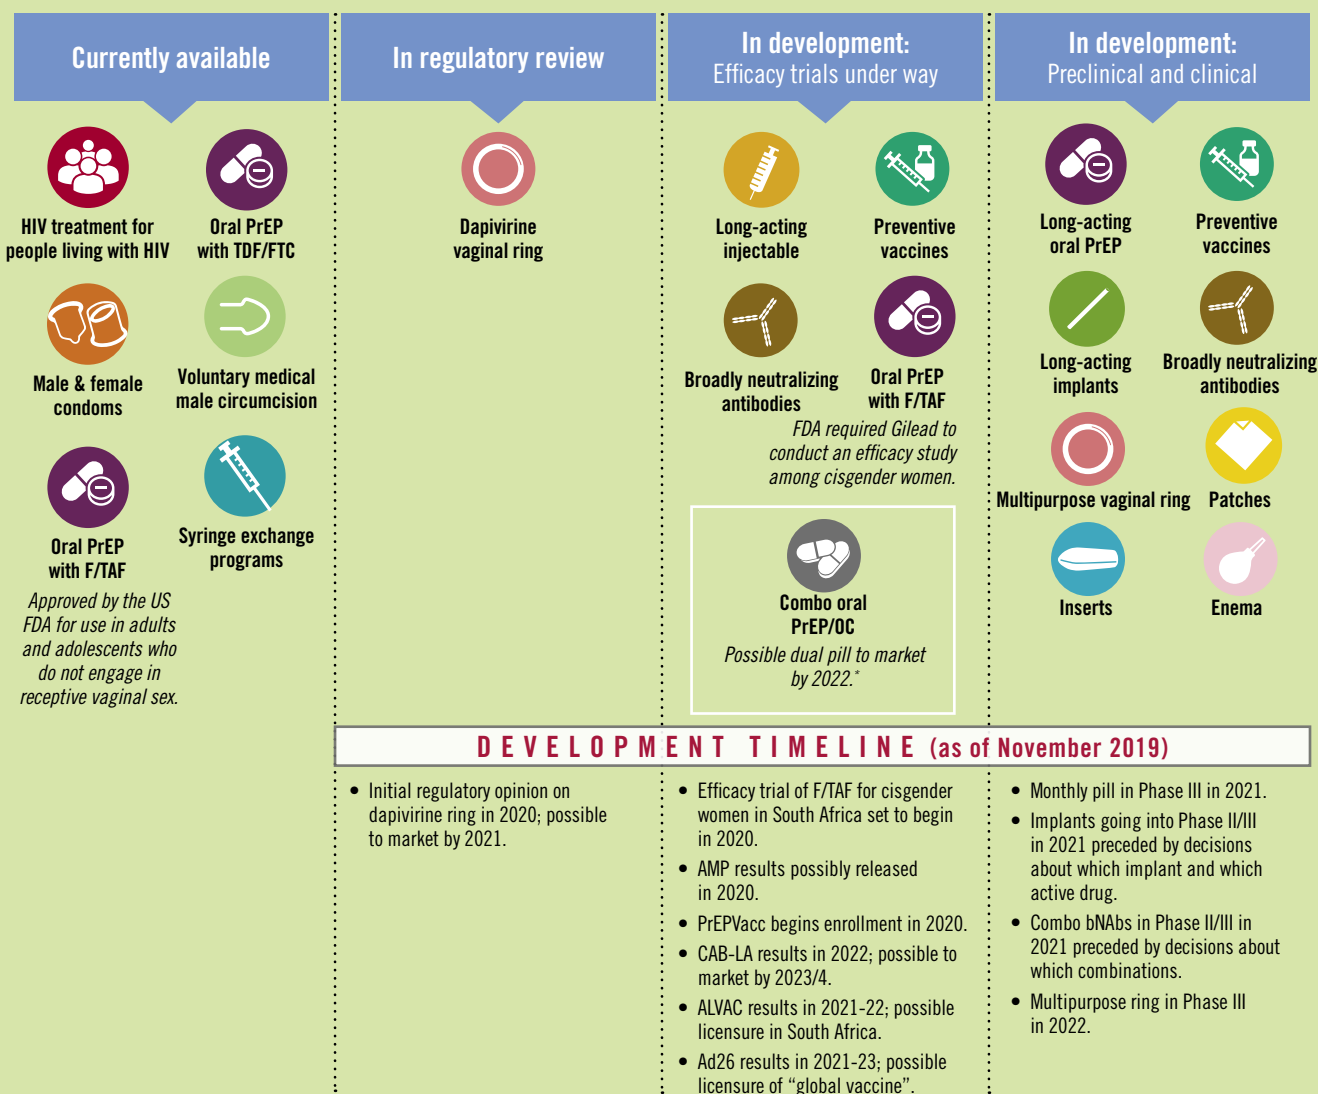 Currently available
HIV treatment for
people living with HIV
Oral PrEP
with TDF/FTC
Male & female
condoms
Voluntary medical
male circumcision
Oral PrEP
with F/TAF
Approved by the US
FDA for use in adults
and adolescents who
do not engage in
receptive vaginal sex.
Syringe exchange
programs
In regulatory review
Dapivirine
vaginal ring
In development:
Efficacy trials under way
Long-acting
injectable
Preventive
vaccines
Broadly neutralizing
antibodies
Oral PrEP
with F/TAF
FDA required Gilead to
conduct an efficacy study
among cisgender women.
Combo oral
PrEP/OC
Possible dual pill to market
by 2022.*
In development:
Preclinical and clinical
Long-acting
oral PrEP
Preventive
vaccines
Long-acting
implants
Broadly neutralizing
antibodies
Multipurpose vaginal ring
Patches
Inserts
Enema
DEVELOPMENT TIMELINE (as of November 2019)
• Initial regulatory opinion on
dapivirine ring in 2020; possible
to market by 2021.
• Efficacy trial of F/TAF for cisgender
women in South Africa set to begin
in 2020.
• AMP results possibly released
in 2020.
• PrEPVacc begins enrollment in 2020.
• CAB-LA results in 2022; possible to
market by 2023/4.
• ALVAC results in 2021-22; possible
licensure in South Africa.
• Ad26 results in 2021-23; possible
licensure of “global vaccine”.
• Monthly pill in Phase III in 2021.
• Implants going into Phase II/III
in 2021 preceded by decisions
about which implant and which
active drug.
• Combo bNAbs in Phase II/III in
2021 preceded by decisions about
which combinations.
• Multipurpose ring in Phase III
in 2022.